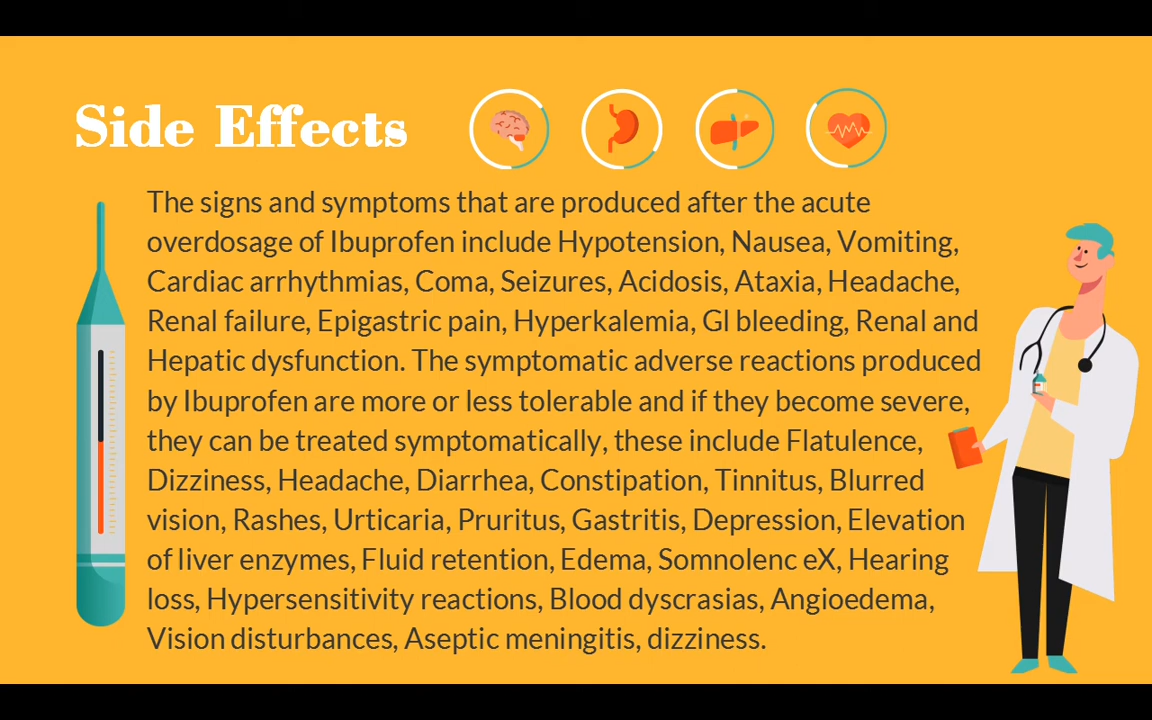 Side Effects
The signs and symptoms that are produced after the acute
overdosage of Ibuprofen include Hypotension, Nausea, Vomiting,
Cardiac arrhythmias, Coma, Seizures, Acidosis, Ataxia, Headache,
Renal failure, Epigastric pain, Hyperkalemia, GI bleeding, Renal and
Hepatic dysfunction. The symptomatic adverse reactions produced
by Ibuprofen are more or less tolerable and if they become severe,
they can be treated symptomatically, these include Flatulence,
Dizziness, Headache, Diarrhea, Constipation, Tinnitus, Blurred
vision, Rashes, Urticaria, Pruritus, Gastritis, Depression, Elevation
of liver enzymes, Fluid retention, Edema, Somnolenc eX, Hearing
loss, Hypersensitivity reactions, Blood dyscrasias, Angioedema,
Vision disturbances, Aseptic meningitis, dizziness.